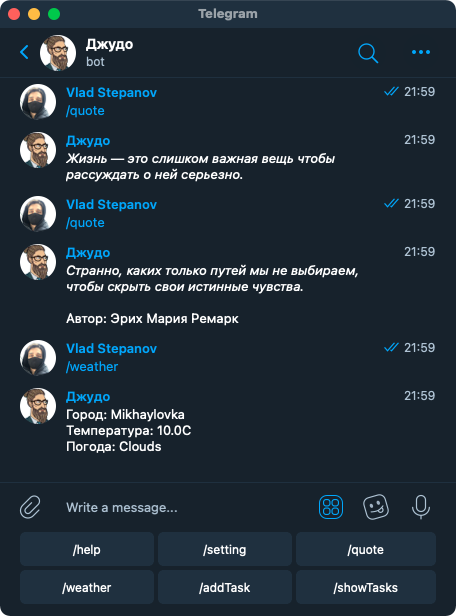 Telegram
Джудо
bot
Vlad Stepanov 21:59
/quote
Джудо 21:59
Жизнь — это слишком важная вещь чтобы
рассуждать о ней серьезно.
Vlad Stepanov 21:59
/quote
Джудо 21:59
Странно, каких только путей мы не выбираем,
чтобы скрыть свои истинные чувства.
Автор: Эрих Мария Ремарк
Vlad Stepanov 21:59
/weather
Джудо 21:59
Город: Mikhaylovka
Температура: 10.0C
Погода: Clouds
Write a message...
/help /setting /quote
/weather /addTask /showTasks